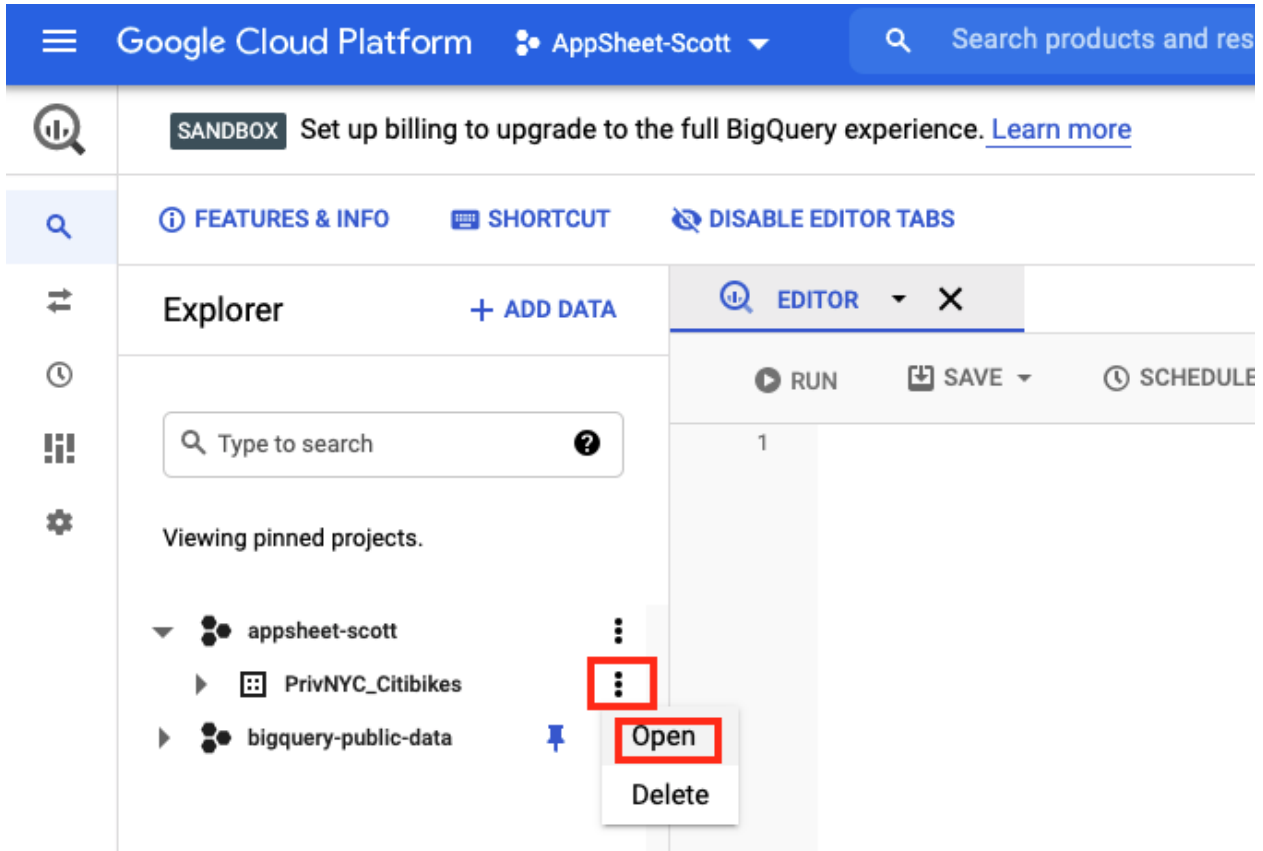 Google Cloud Platform AppSheet-Scott Search products and res
SANDBOX Set up billing to upgrade to the full BigQuery experience. Learn more
FEATURES & INFO SHORTCUT DISABLE EDITOR TABS
Explorer + ADD DATA EDITOR
RUN SAVE SCHEDULE
Type to search
1
Viewing pinned projects.
appsheet-scott
PrivNYC_Citibikes
bigquery-public-data
Open
Delete